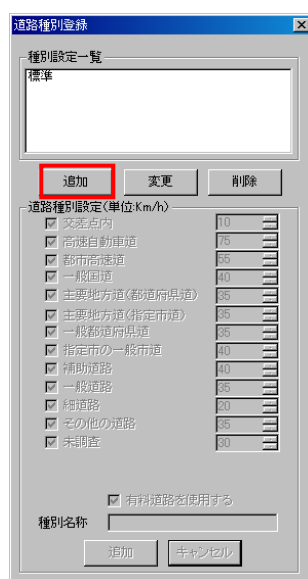 道路種別登録
種別設定一覧
標準
追加 変更 削除
道路種別設定(単位:Km/h)
交差点内 10
高速自動車道 75
都市高速道 55
一般国道 40
主要地方道(都道府県道) 35
主要地方道(指定市道) 35
一般都道府県道 35
指定市の一般市道 40
補助道路 40
一般道路 35
細道路 20
その他の道路 35
未調査 30
有料道路を使用する
種別名称
追加 キャンセル